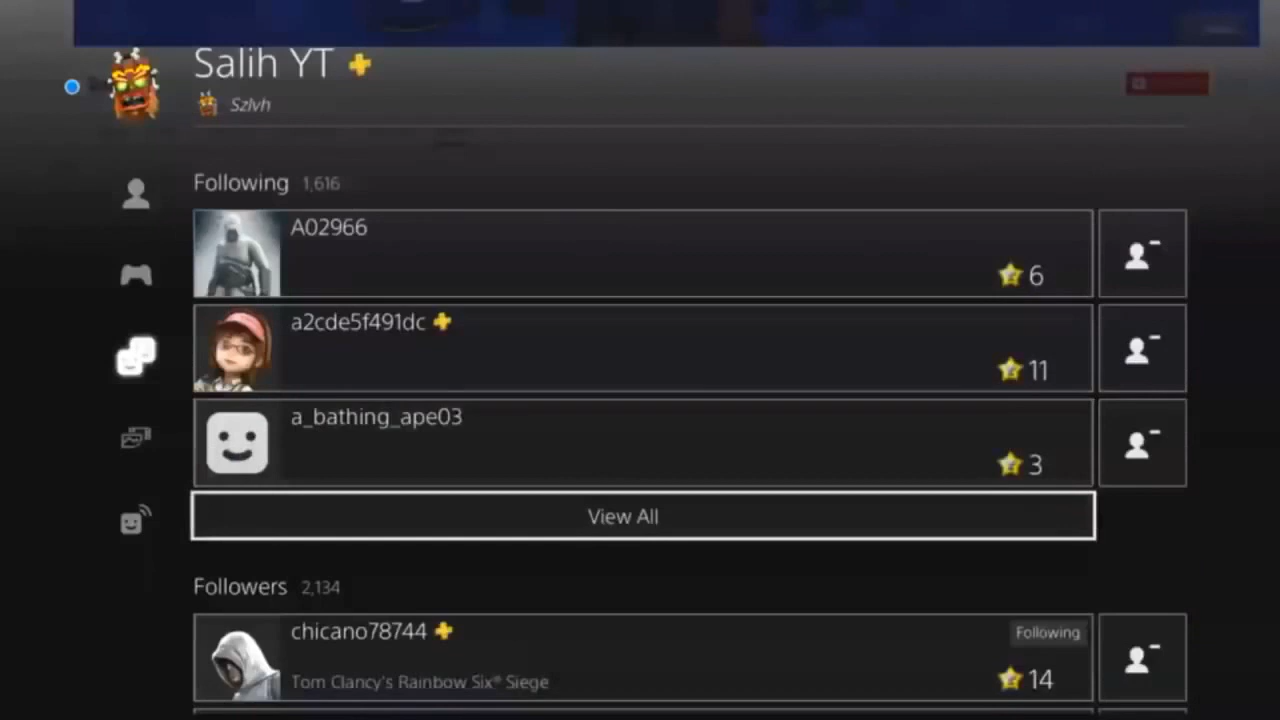 Salih YT
Szlvh
Following 1,616
A02966
6
a2cde5f491dc
11
a_bathing_ape03
3
View All
Followers 2,134
chicano78744
Following
Tom Clancy's Rainbow Six® Siege
14